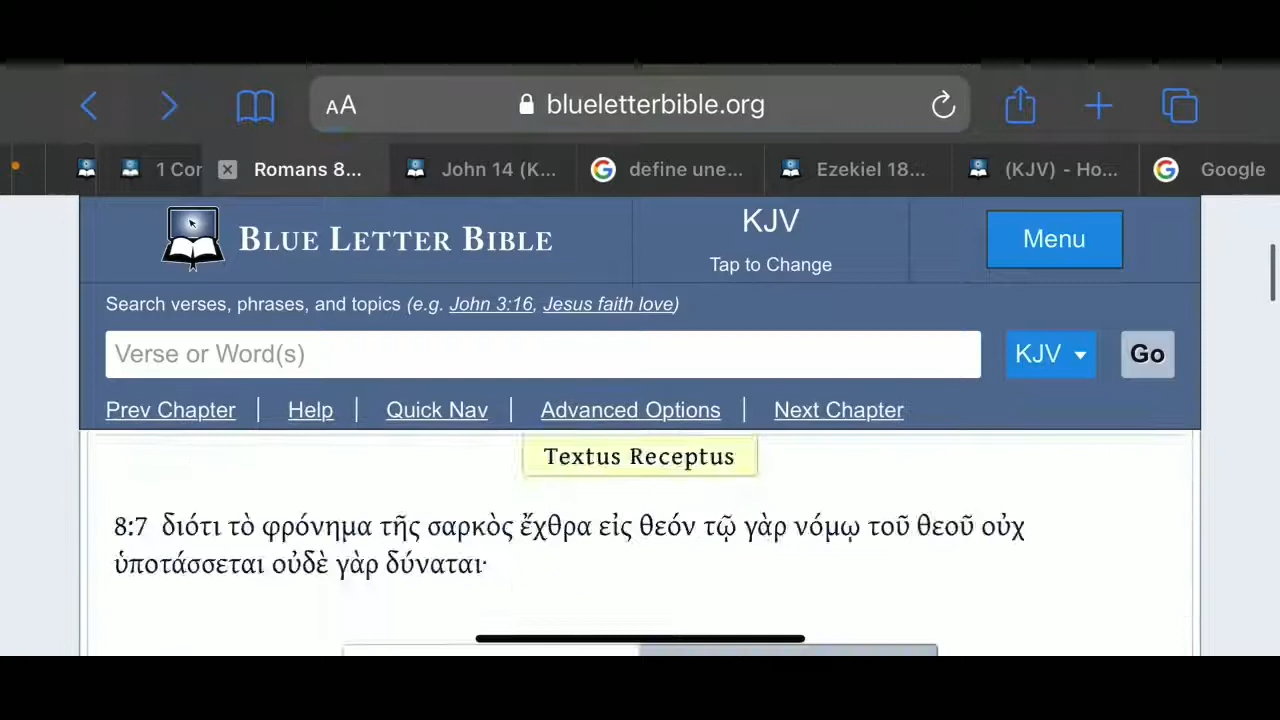 AA blueletterbible.org
1 Cor Romans 8... John 14 (K... define une... Ezekiel 18... (KJV) - Ho... Google
BLUE LETTER BIBLE KJV Menu
Tap to Change
Search verses, phrases, and topics (e.g. John 3:16, Jesus faith love)
Verse or Word(s) KJV Go
Prev Chapter | Help | Quick Nav | Advanced Options | Next Chapter
Textus Receptus
8:7 διότι τὸ φρόνημα τῆς σαρκὸς ἔχθρα εἰς θεόν τῷ γὰρ νόμῳ τοῦ θεοῦ οὐχ
ὑποτάσσεται οὐδὲ γὰρ δύναται·